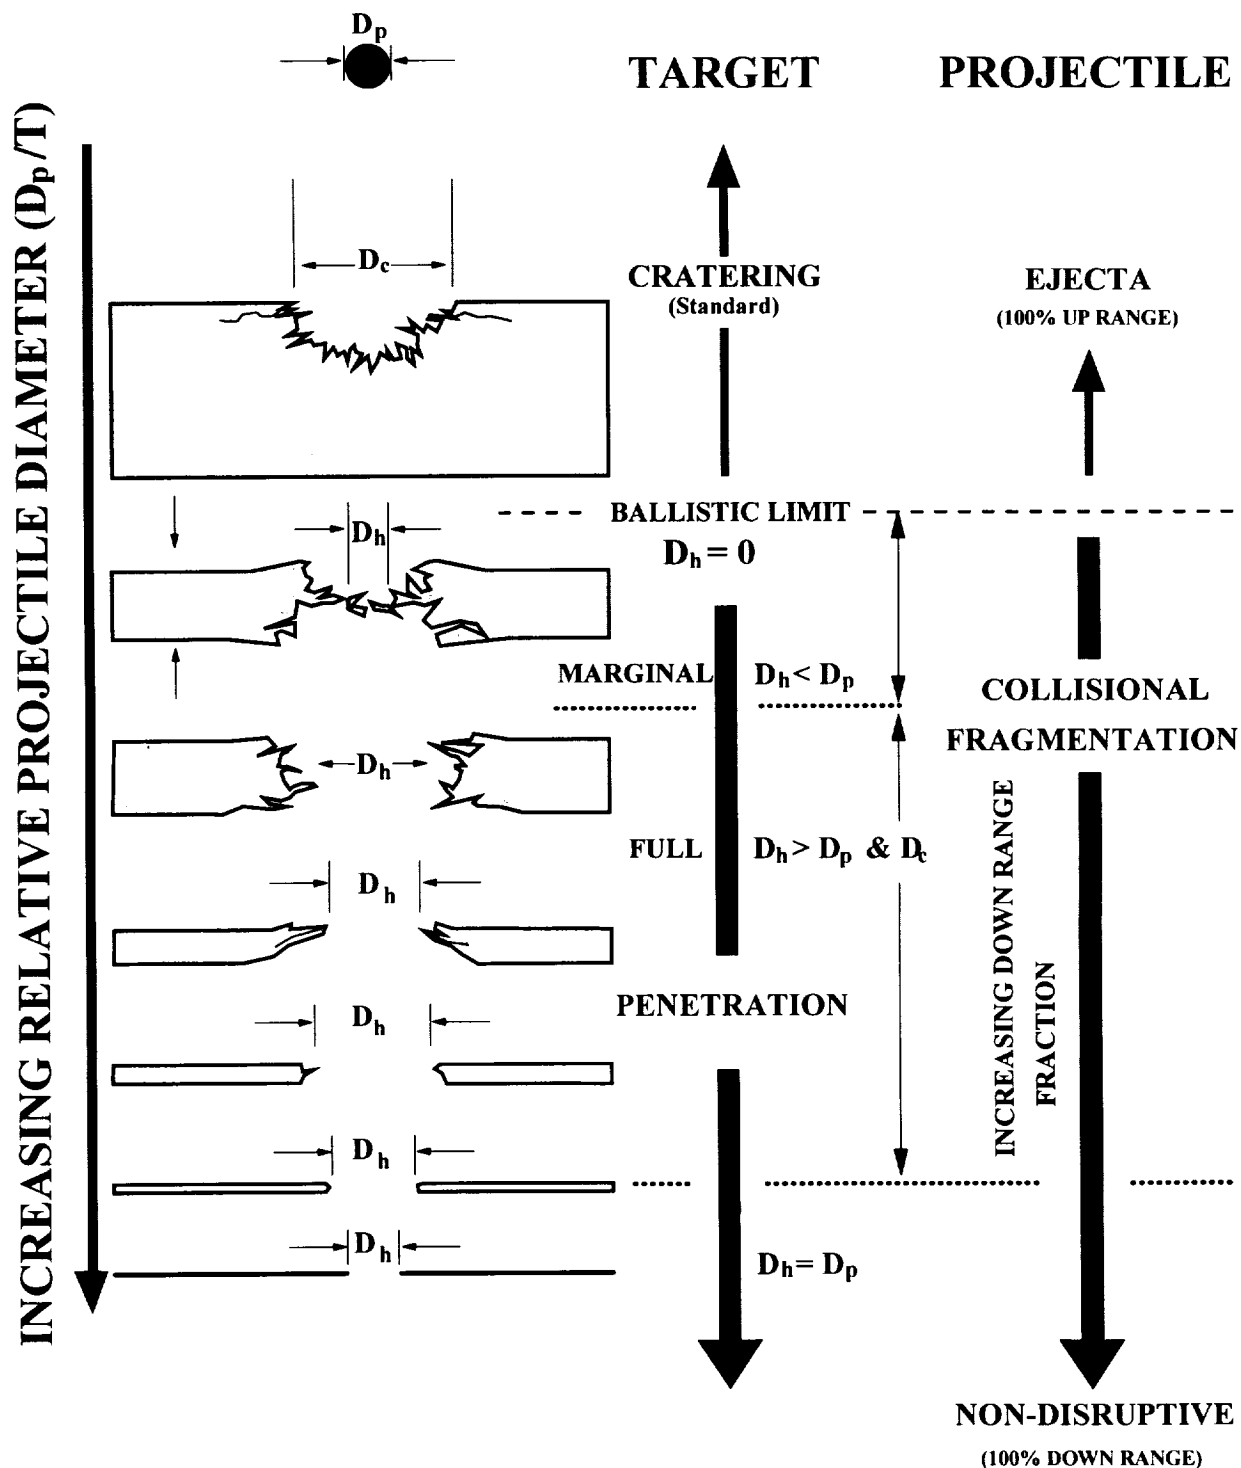 Dp
TARGET
PROJECTILE
INCREASING RELATIVE PROJECTILE DIAMETER (Dp/T)
Dc
CRATERING
(Standard)
EJECTA
(100% UP RANGE)
BALLISTIC LIMIT
Dh = 0
Dh
MARGINAL
Dh < Dp
COLLISIONAL
FRAGMENTATION
Dh
FULL
Dh > Dp & Dc
INCREASING DOWN RANGE
FRACTION
Dh
PENETRATION
Dh
Dh
Dh
Dh = Dp
NON-DISRUPTIVE
(100% DOWN RANGE)